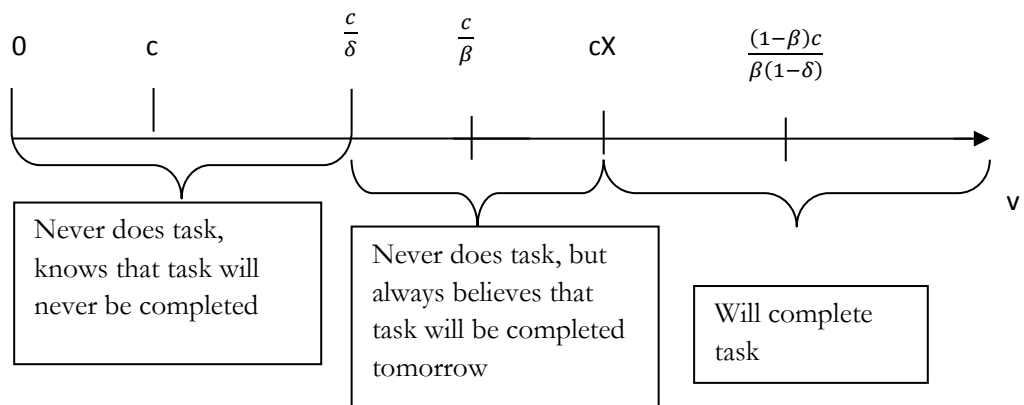 0 c c/δ c/β cX (1−β)c/β(1−δ)
v
Never does task,
knows that task will
never be completed
Never does task, but
always believes that
task will be completed
tomorrow
Will complete
task